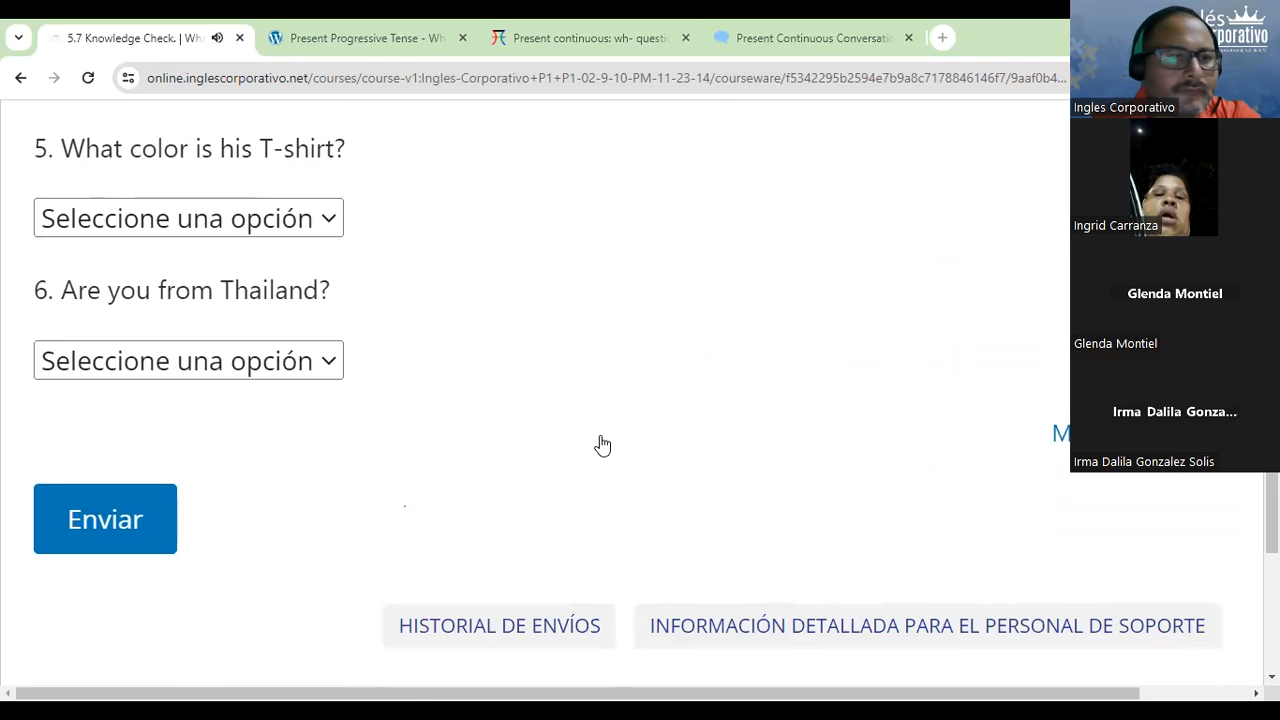 5.7 Knowledge Check. | Wh
Present Progressive Tense - Wh
Present continuous: wh- questi
Present Continuous Conversatio
online.inglescorporativo.net/courses/course-v1:Ingles-Corporativo+P1+P1-02-9-10-PM-11-23-14/courseware/f5342295b2594e7b9a8c7178846146f7/9aaf0b4...
5. What color is his T-shirt?
Seleccione una opción
6. Are you from Thailand?
Seleccione una opción
M
Enviar
HISTORIAL DE ENVÍOS
INFORMACIÓN DETALLADA PARA EL PERSONAL DE SOPORTE
Ingles Corporativo
Ingrid Carranza
Glenda Montiel
Glenda Montiel
Irma Dalila Gonza...
Irma Dalila Gonzalez Solis